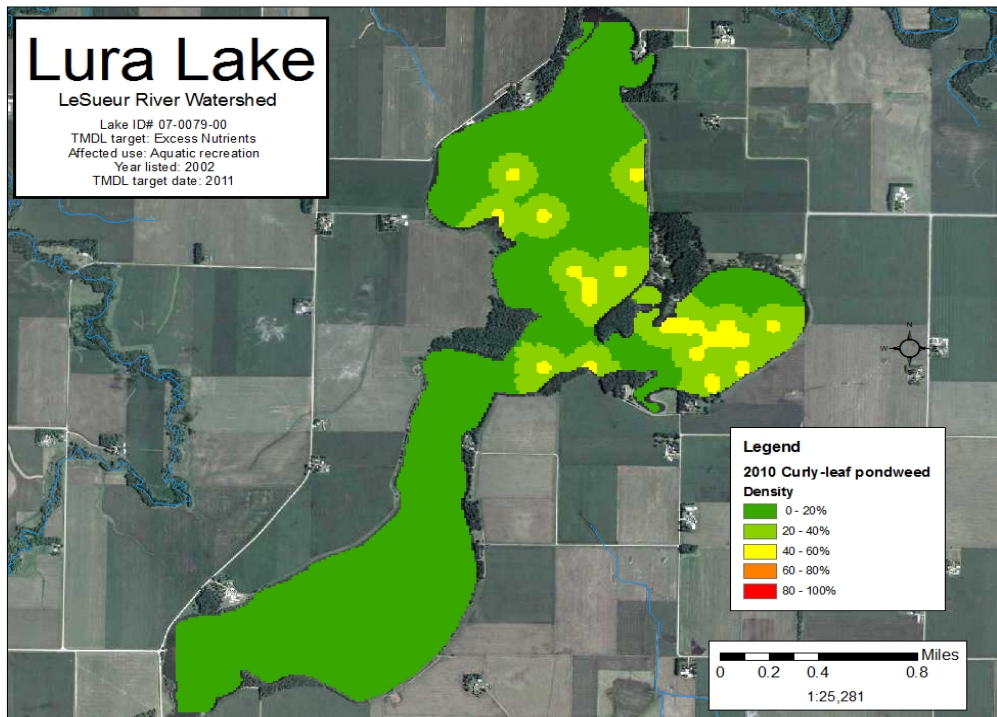 Lura Lake
LeSueur River Watershed
Lake ID# 07-0079-00
TMDL target: Excess Nutrients
Affected use: Aquatic recreation
Year listed: 2002
TMDL target date: 2011
N
W
Legend
2010 Curly-leaf pondweed
Density
0 - 20%
20 - 40%
40 - 60%
60 - 80%
80 - 100%
Miles
0 0.2 0.4 0.8
1:25,281